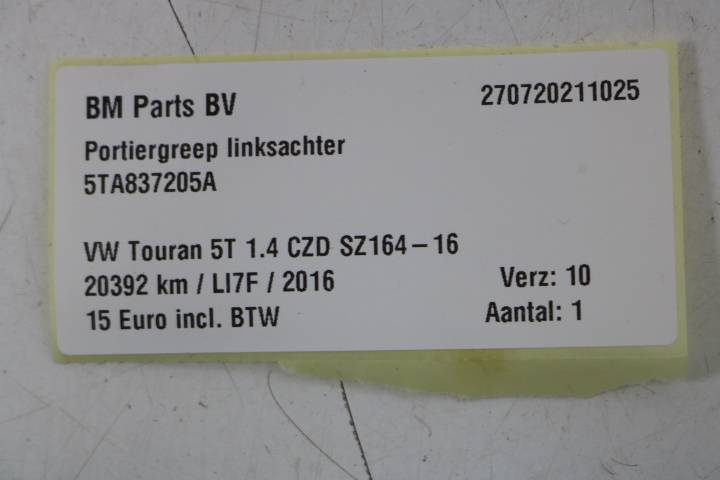 BM Parts BV 270720211025
Portiergreep linksachter
5TA837205A
VW Touran 5T 1.4 CZD SZ164-16
20392 km / LI7F / 2016 Verz: 10
15 Euro incl. BTW Aantal: 1